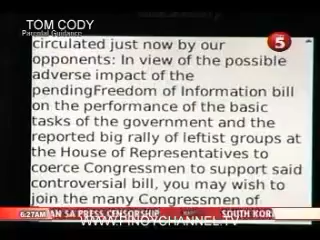 TOM CODY
Parental Guidance
5
circulated just now by our
opponents: In view of the possible
adverse impact of the
pendingFreedom of Information bill
on the performance of the basic
tasks of the government and the
reported big rally of leftist groups at
the House of Representatives to
coerce Congressmen to support said
controversial bill, you may wish to
join the many Congressmen of
6:27AM
AN SA PRESS CENSORSHIP
SOUTH KOR
WWW.PINOYCHANNEL.TV